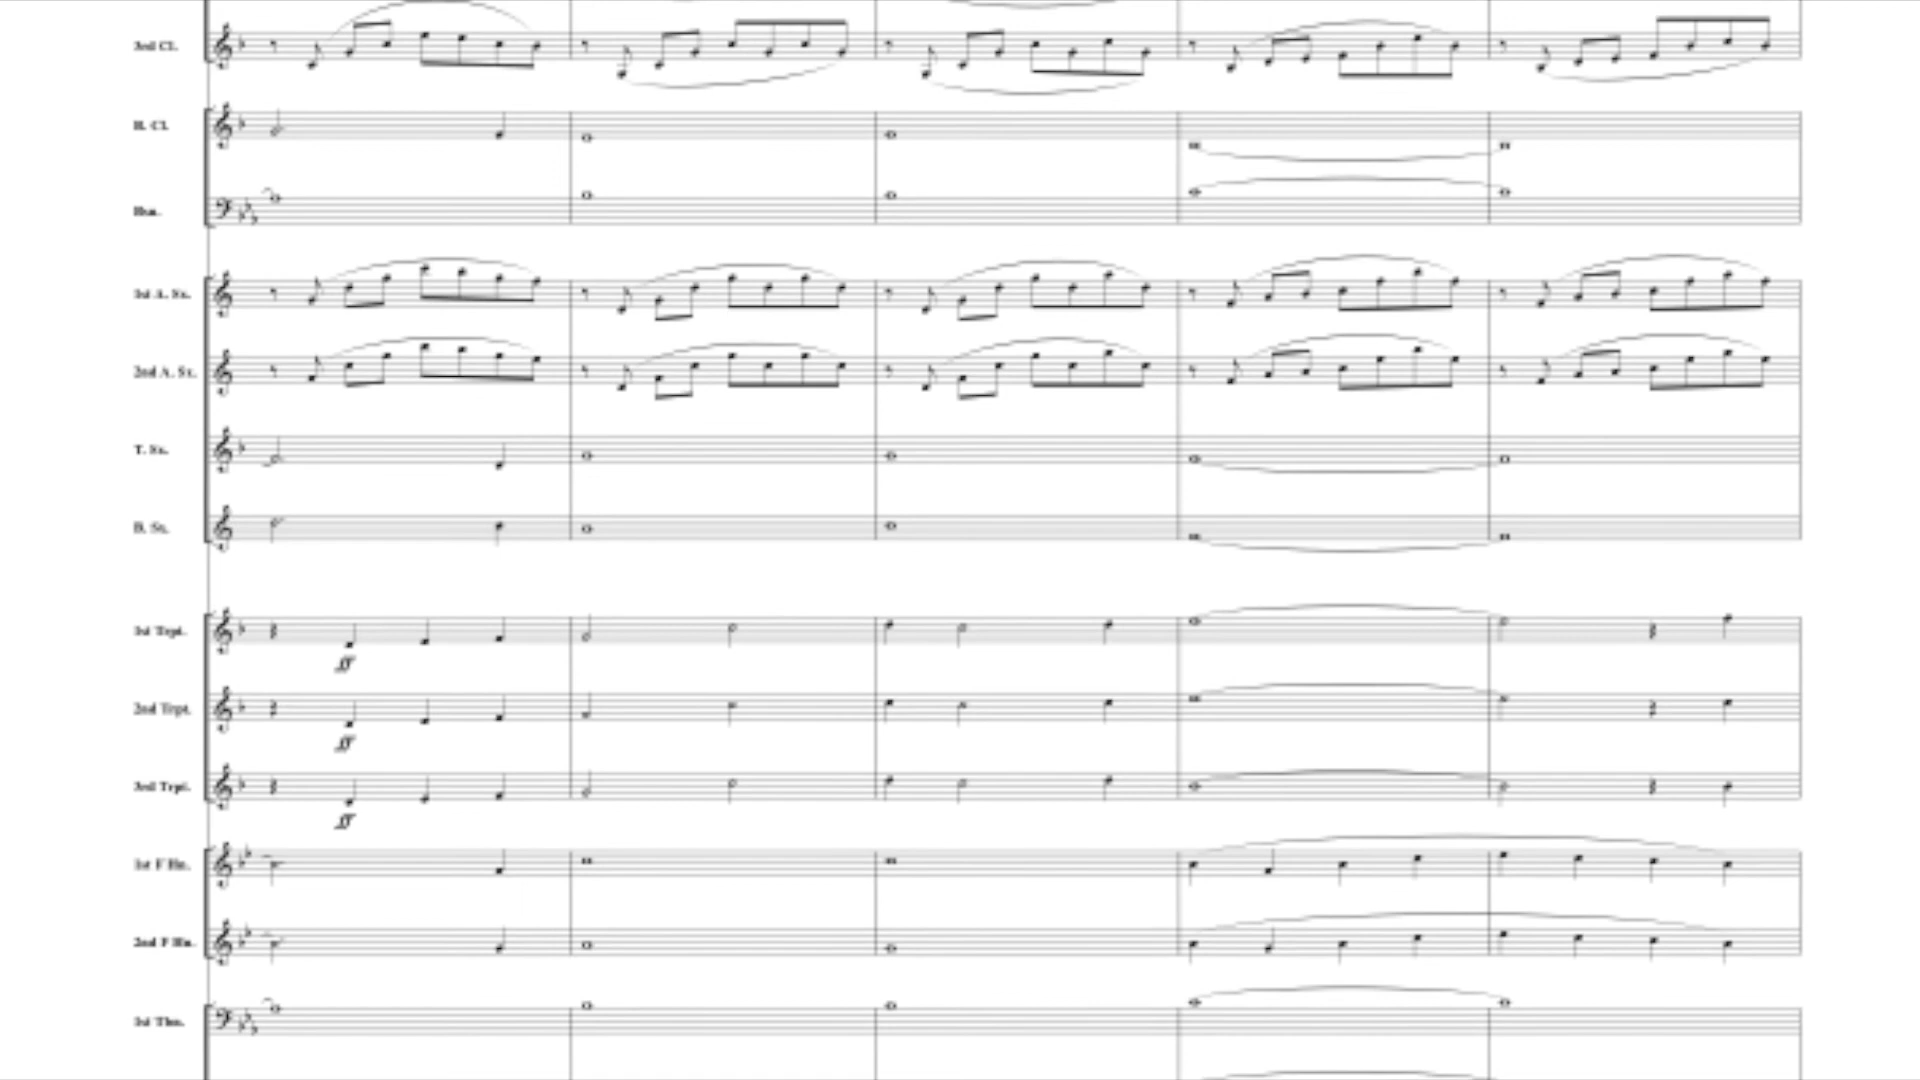 3rd Cl.
B. Cl.
Bsn.
1st A. Sx.
2nd A. Sx.
T. Sx.
B. Sx.
1st Trpt.
ff
2nd Trpt.
ff
3rd Trpt.
ff
1st F Hn.
2nd F Hn.
1st Tbn.